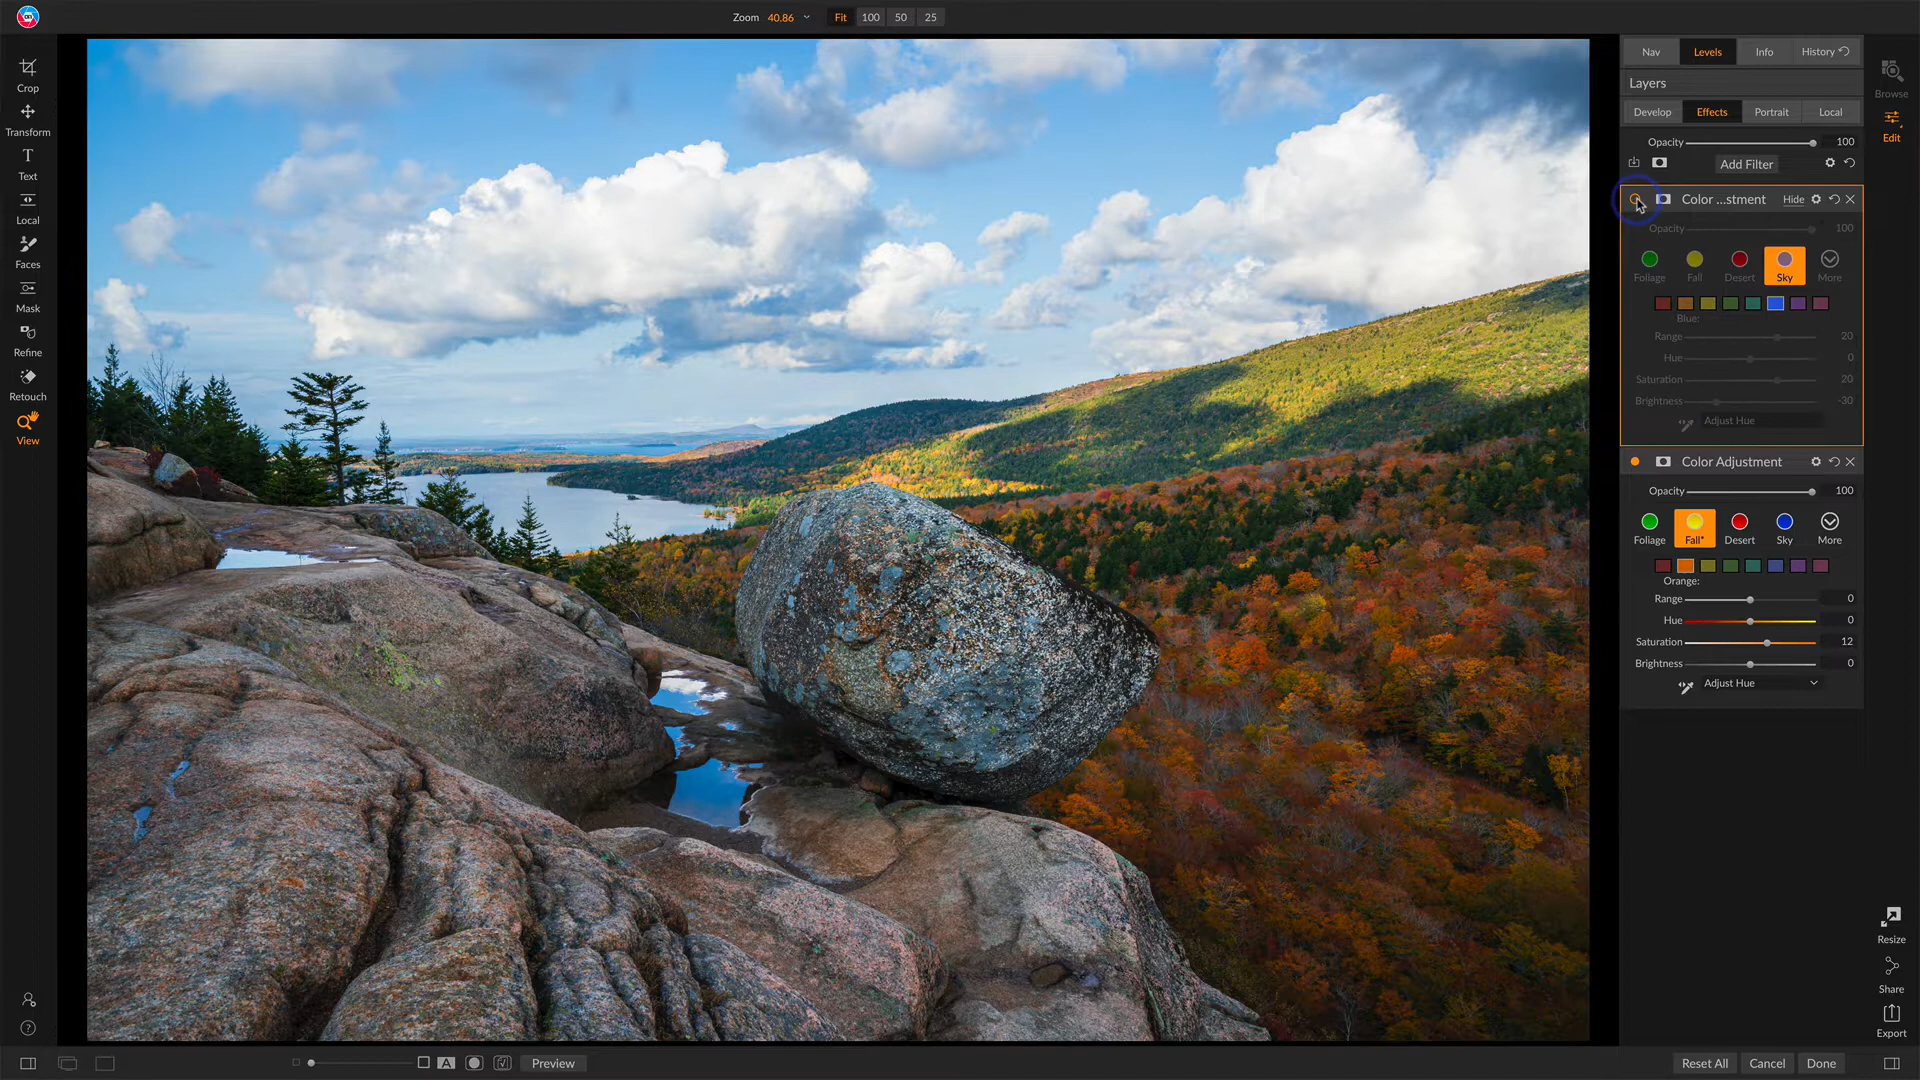 Zoom 40.86 Fit 100 50 25
Crop
Transform
T
Text
Local
Faces
Mask
Refine
Retouch
View
Nav Levels Info History
Layers
Develop Effects Portrait Local
Opacity 100
Add Filter
Color ...stment Hide
Opacity 100
Foliage Fall Desert Sky More
Blue:
Range 20
Hue 0
Saturation 20
Brightness -30
Adjust Hue
Color Adjustment
Opacity 100
Foliage Fall* Desert Sky More
Orange:
Range 0
Hue 0
Saturation 12
Brightness 0
Adjust Hue
Browse
Edit
Resize
Share
Export
?
A Preview
Reset All Cancel Done